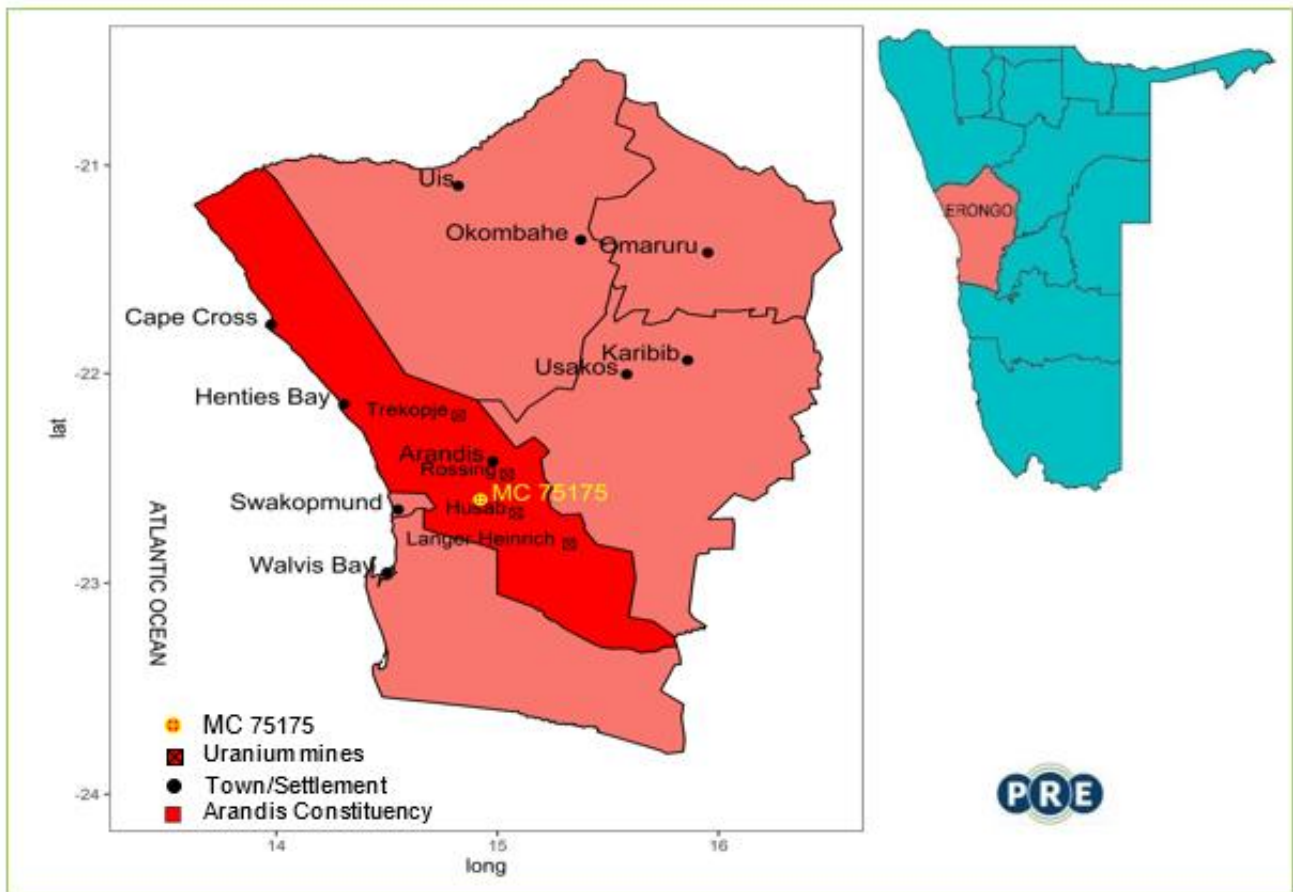 -21
-22
-23
-24
14
15
16
lat
long
ATLANTIC OCEAN
Uis
Okombahe
Omaruru
Cape Cross
Karibib
Usakos
Henties Bay
Trekopje
Arandis
Rossing
MC 75175
Swakopmund
Husab
Langer Heinrich
Walvis Bay
MC 75175
Uranium mines
Town/Settlement
Arandis Constituency
ERONGO
PRE